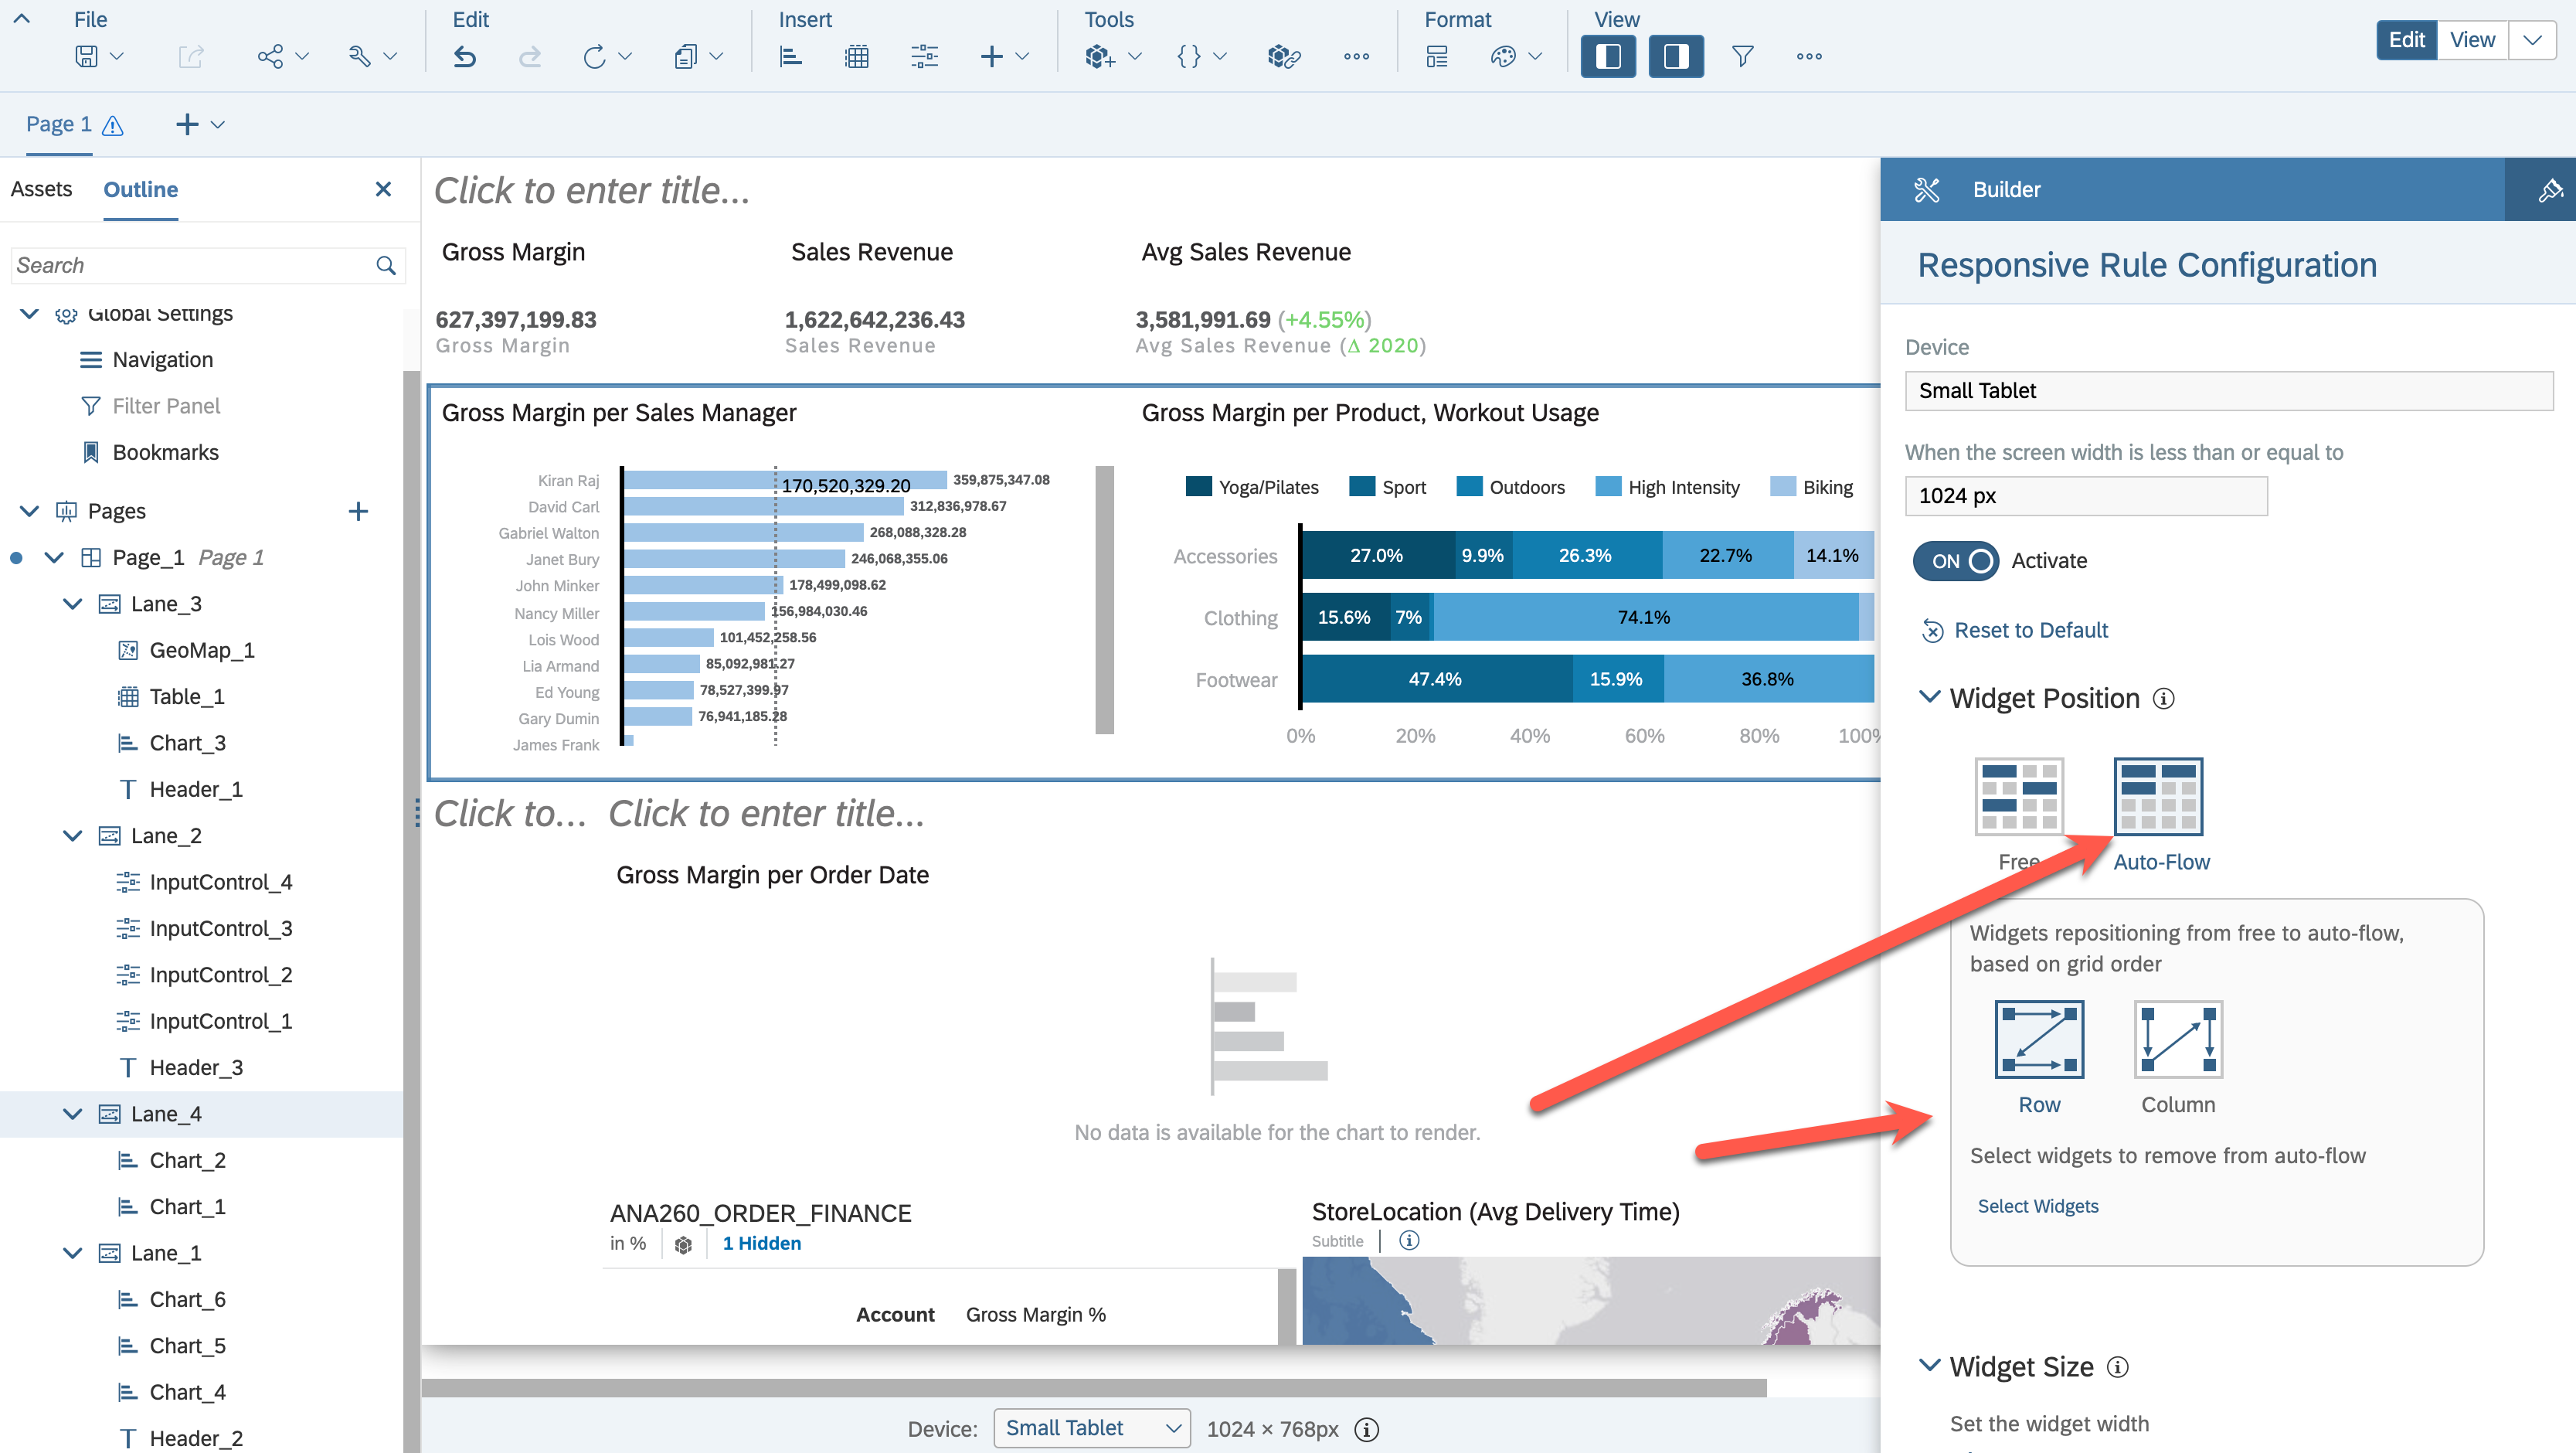 File
Edit
Insert
Tools
Format
View
Edit
View
Page 1
Assets
Outline
Search
Global Settings
Navigation
Filter Panel
Bookmarks
Pages
Page_1 Page 1
Lane_3
GeoMap_1
Table_1
Chart_3
Header_1
Lane_2
InputControl_4
InputControl_3
InputControl_2
InputControl_1
Header_3
Lane_4
Chart_2
Chart_1
Lane_1
Chart_6
Chart_5
Chart_4
Header_2
Click to enter title...
Gross Margin
627,397,199.83
Gross Margin
Sales Revenue
1,622,642,236.43
Sales Revenue
Avg Sales Revenue
3,581,991.69 (+4.55%)
Avg Sales Revenue (Δ 2020)
Gross Margin per Sales Manager
170,520,329.20
Kiran Raj 359,875,347.08
David Carl 312,836,978.67
Gabriel Walton 268,088,328.28
Janet Bury 246,068,355.06
John Minker 178,499,098.62
Nancy Miller 156,984,030.46
Lois Wood 101,452,258.56
Lia Armand 85,092,981.27
Ed Young 78,527,399.97
Gary Dumin 76,941,185.28
James Frank
Gross Margin per Product, Workout Usage
Yoga/Pilates Sport Outdoors High Intensity Biking
Accessories 27.0% 9.9% 26.3% 22.7% 14.1%
Clothing 15.6% 7% 74.1%
Footwear 47.4% 15.9% 36.8%
0% 20% 40% 60% 80% 100%
Click to... Click to enter title...
Gross Margin per Order Date
No data is available for the chart to render.
ANA260_ORDER_FINANCE
in % 1 Hidden
Account Gross Margin %
StoreLocation (Avg Delivery Time)
Subtitle
Device: Small Tablet 1024 × 768px
Builder
Responsive Rule Configuration
Device
Small Tablet
When the screen width is less than or equal to
1024 px
ON Activate
Reset to Default
Widget Position
Free Auto-Flow
Widgets repositioning from free to auto-flow,
based on grid order
Row Column
Select widgets to remove from auto-flow
Select Widgets
Widget Size
Set the widget width